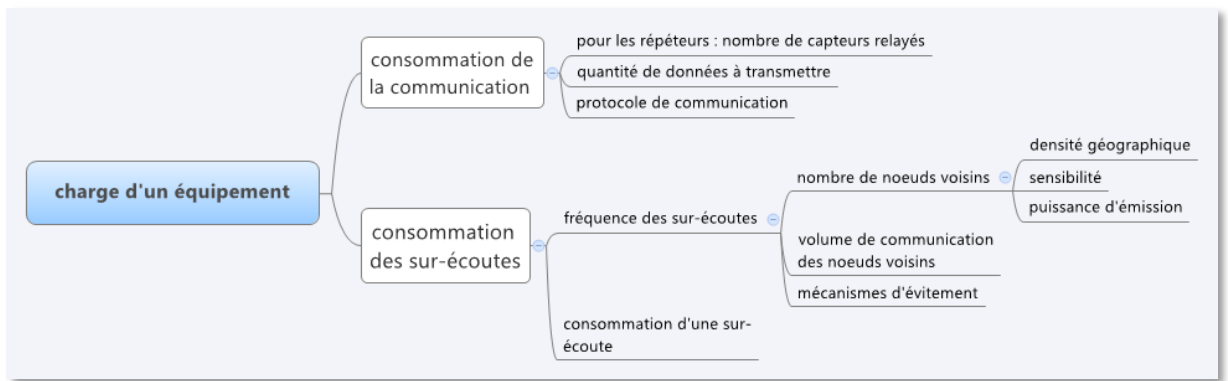 charge d'un équipement
consommation de
la communication
pour les répéteurs : nombre de capteurs relayés
quantité de données à transmettre
protocole de communication
consommation
des sur-écoutes
fréquence des sur-écoutes
nombre de noeuds voisins
densité géographique
sensibilité
puissance d'émission
volume de communication
des noeuds voisins
mécanismes d'évitement
consommation d'une sur-
écoute